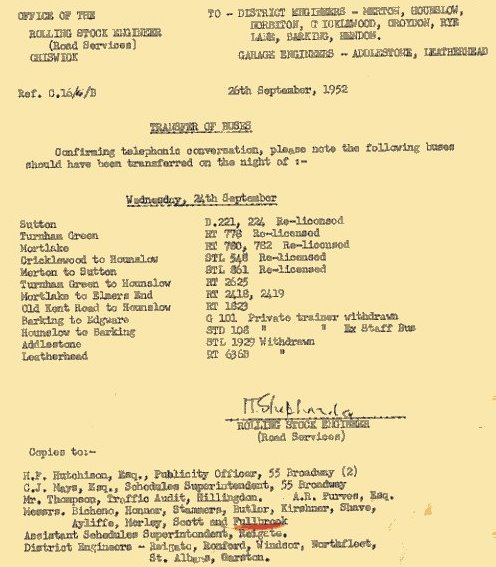 OFFICE OF THE
ROLLING STOCK ENGINEER
(Road Services)
CHISWICK
TO - DISTRICT ENGINEERS - MERTON, HOUNSLOW,
NORBITON, CRICKLEWOOD, CROYDON, RYE
LANE, BARKING, HENDON.
GARAGE ENGINEERS - ADDLESTONE, LEATHERHEAD
Ref. C.16/4/B
26th September, 1952
TRANSFER OF BUSES
Confirming telephonic conversation, please note the following buses
should have been transferred on the night of :-
Wednesday, 24th September
Sutton D.221, 224 Re-licensed
Turnham Green RT 778 Re-licensed
Mortlake RT 780, 782 Re-licensed
Cricklewood to Hounslow STL 548 Re-licensed
Merton to Sutton STL 861 Re-licensed
Turnham Green to Hounslow RT 2625
Mortlake to Elmers End RT 2418, 2419
Old Kent Road to Hounslow RT 1823
Barking to Edgware G 101 Private trainer withdrawn
Hounslow to Barking STD 108 " " Ex Staff Bus
Addlestone STL 1929 Withdrawn
Leatherhead RT 636B "
ROLLING STOCK ENGINEER
(Road Services)
Copies to:-
H.F. Hutchison, Esq., Publicity Officer, 55 Broadway (2)
C.J. Mays, Esq., Schedules Superintendent, 55 Broadway
Mr. Thompson, Traffic Audit, Hillingdon. A.R. Purves, Esq.
Messrs. Bicheno, Honnor, Stammers, Butler, Kirshner, Shave,
Ayliffe, Morley, Scott and Fullbrook
Assistant Schedules Superintendent, Reigate.
District Engineers - Reigate, Romford, Windsor, Northfleet,
St. Albans, Garston.